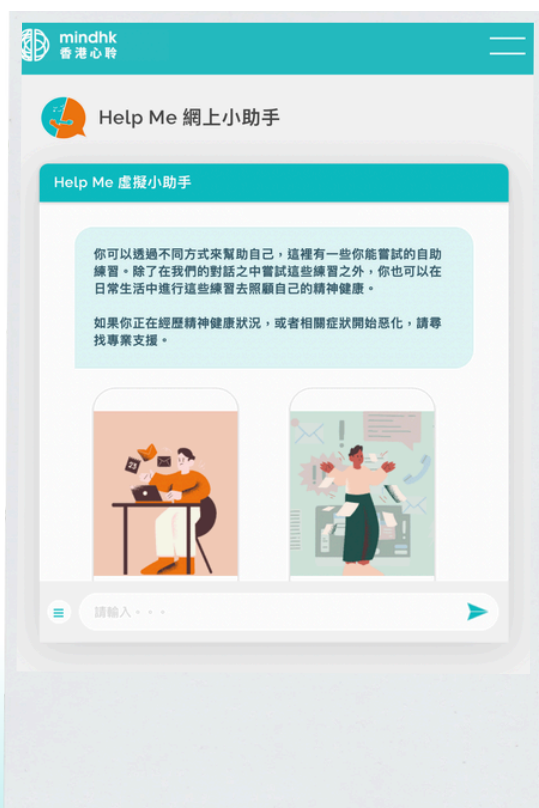 mindhk
香港心聆
Help Me 網上小助手
Help Me 虛擬小助手
你可以透過不同方式來幫助自己，這裡有一些你能嘗試的自助
練習。除了在我們的對話之中嘗試這些練習之外，你也可以在
日常生活中進行這些練習去照顧自己的精神健康。
如果你正在經歷精神健康狀況，或者相關症狀開始惡化，請尋
找專業支援。
23
請輸入・・・